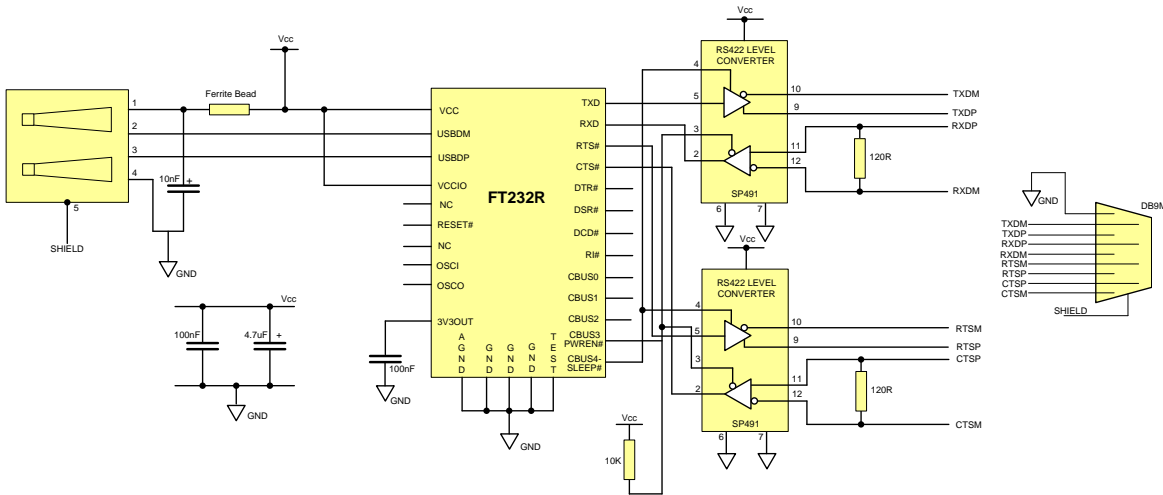 Vcc
RS422 LEVEL
CONVERTER
4
10
TXDM
5
9
TXDP
3
11
RXDP
2
12
120R
RXDM
SP491
6
7
Vcc
Ferrite Bead
1
2
3
4
5
10nF
+
SHIELD
GND
VCC
USBDM
USBDP
VCCIO
NC
RESET#
NC
OSCI
OSCO
3V3OUT
FT232R
TXD
RXD
RTS#
CTS#
DTR#
DSR#
DCD#
RI#
CBUS0
CBUS1
CBUS2
CBUS3
PWREN#
CBUS4-
SLEEP#
AGND
GND
GND
GND
TEST
GND
100nF
GND
Vcc
100nF
4.7uF
+
GND
Vcc
RS422 LEVEL
CONVERTER
4
10
RTSM
5
9
RTSP
3
11
CTSP
2
12
120R
CTSM
SP491
6
7
Vcc
10K
GND
DB9M
TXDM
TXDP
RXDP
RXDM
RTSM
RTSP
CTSP
CTSM
SHIELD